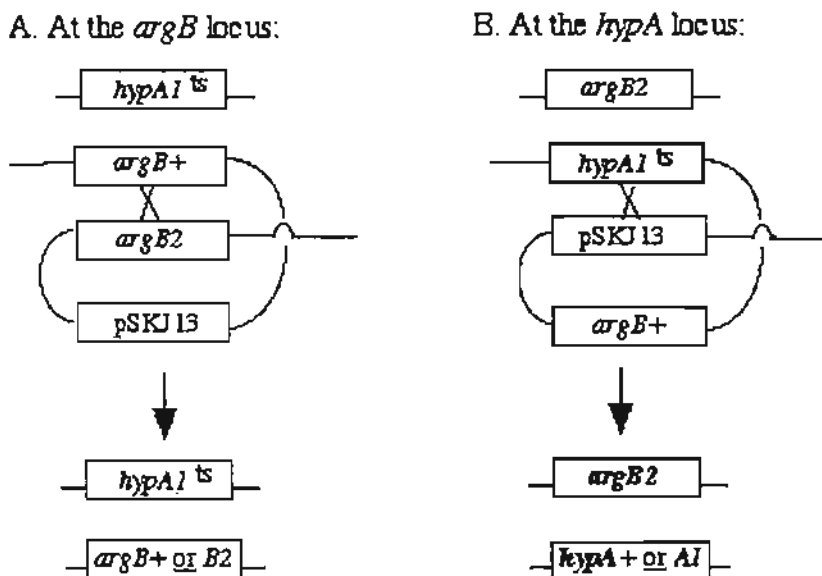 A. At the argB locus:
hypA1 ts
argB+
argB2
pSKJ13
hypA1 ts
argB+ or B2
B. At the hypA locus:
argB2
hypA1 ts
pSKJ13
argB+
argB2
hypA+ or A1